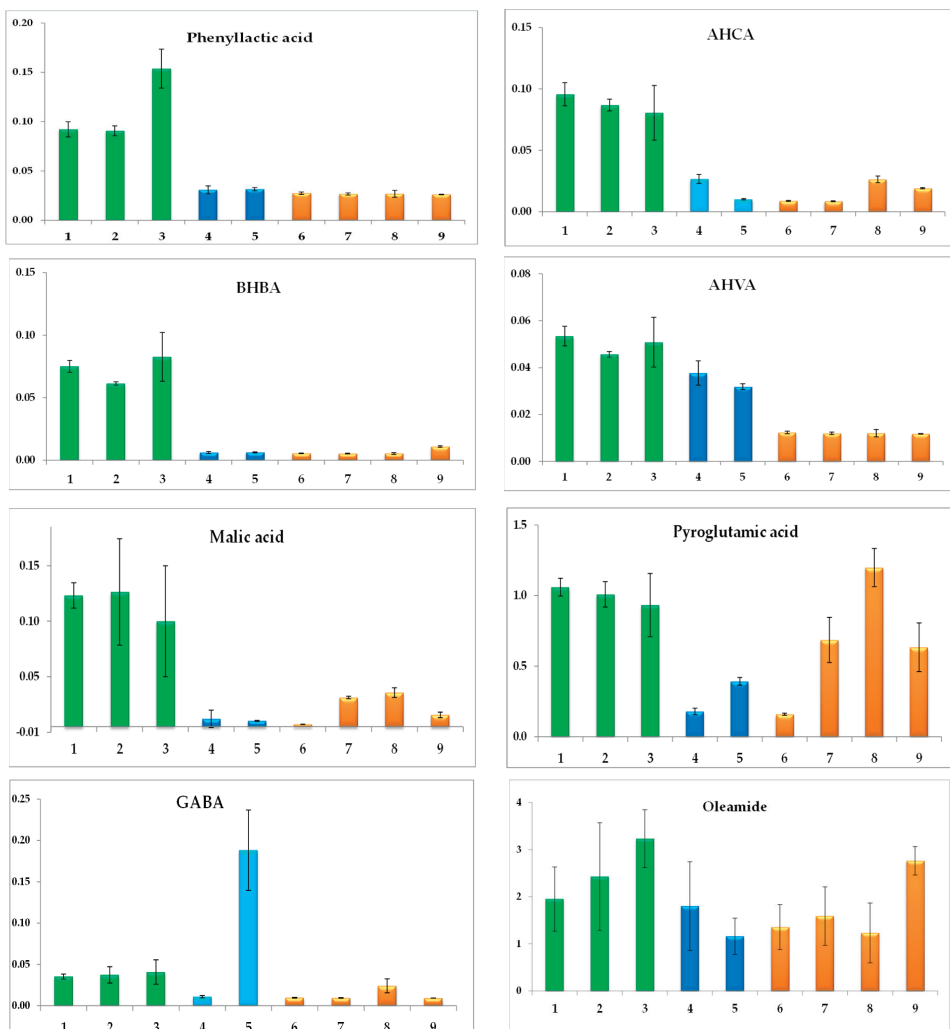 Phenyllactic acid
0.20
0.15
0.10
0.05
0.00
1 2 3 4 5 6 7 8 9
AHCA
0.15
0.10
0.05
0.00
1 2 3 4 5 6 7 8 9
BHBA
0.15
0.10
0.05
0.00
1 2 3 4 5 6 7 8 9
AHVA
0.08
0.06
0.04
0.02
0.00
1 2 3 4 5 6 7 8 9
Malic acid
0.15
0.10
0.05
-0.01
1 2 3 4 5 6 7 8 9
Pyroglutamic acid
1.5
1.0
0.5
0.0
1 2 3 4 5 6 7 8 9
GABA
0.25
0.20
0.15
0.10
0.05
0.00
1 2 3 4 5 6 7 8 9
Oleamide
4
3
2
1
0
1 2 3 4 5 6 7 8 9